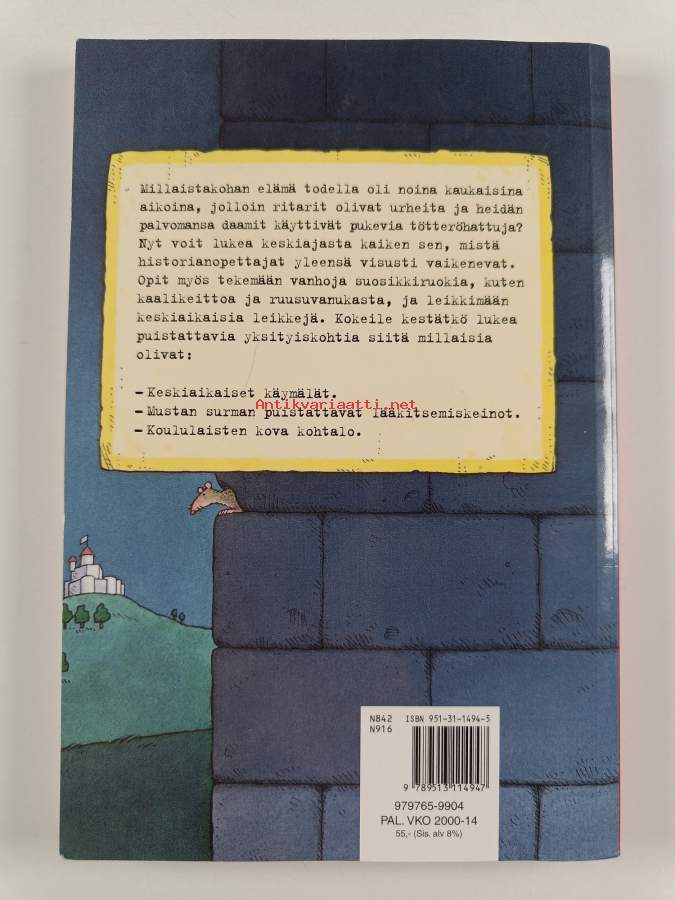 Millaistakohan elämä todella oli noina kaukaisina
aikoina, jolloin ritarit olivat urheita ja heidän
palvomansa daamit käyttivät pukevia tötteröhattuja?
Nyt voit lukea keskiajasta kaiken sen, mistä
historianopettajat yleensä visusti vaikenevat.
Opit myös tekemään vanhoja suosikkiruokia, kuten
kaalikeittoa ja ruusuvanukasta, ja leikkimään
keskiaikaisia leikkejä. Kokeile kestätkö lukea
puistattavia yksityiskohtia siitä millaisia
olivat:
– Keskiaikaiset käymälät.
Antikvariaatti.net
– Mustan surman puistattavat lääkitsemiskeinot.
– Koululaisten kova kohtalo.
N842 ISBN 951-31-1494-5
N916
9 789513 114947
979765-9904
PAL. VKO 2000-14
55,- (Sis. alv 8%)